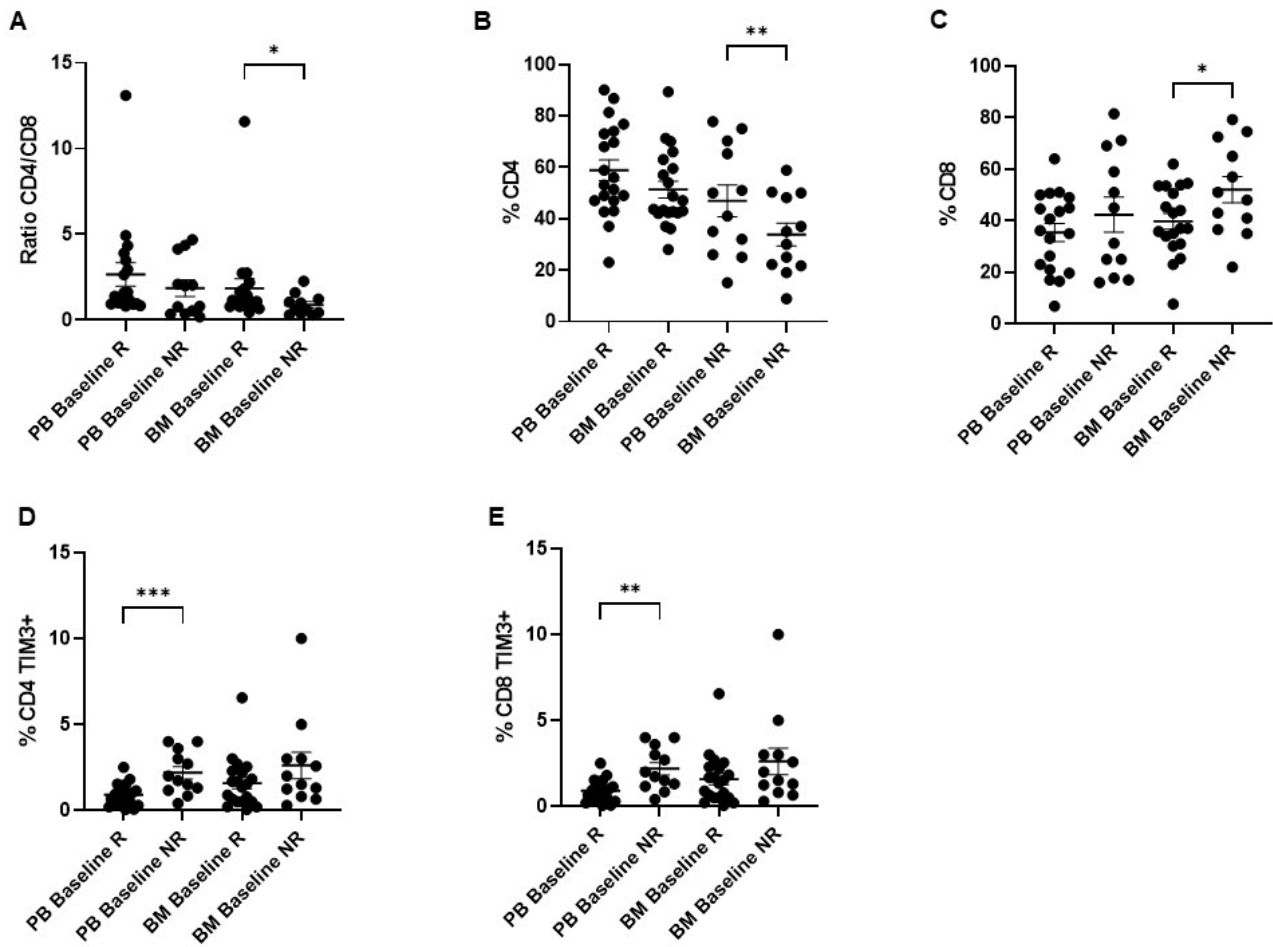 A
Ratio CD4/CD8
15
10
5
0
*
PB Baseline R
PB Baseline NR
BM Baseline R
BM Baseline NR
B
% CD4
100
80
60
40
20
0
**
PB Baseline R
BM Baseline R
PB Baseline NR
BM Baseline NR
C
% CD8
100
80
60
40
20
0
*
PB Baseline R
PB Baseline NR
BM Baseline R
BM Baseline NR
D
% CD4 TIM3+
15
10
5
0
***
PB Baseline R
PB Baseline NR
BM Baseline R
BM Baseline NR
E
% CD8 TIM3+
15
10
5
0
**
PB Baseline R
PB Baseline NR
BM Baseline R
BM Baseline NR